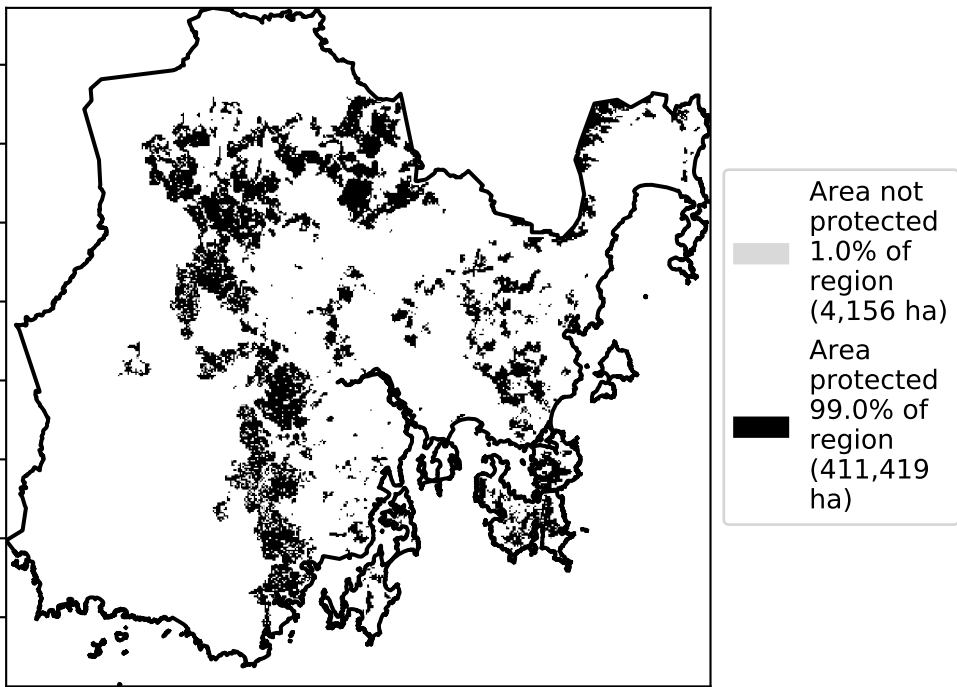 Area not
protected
1.0% of
region
(4,156 ha)
Area
protected
99.0% of
region
(411,419
ha)